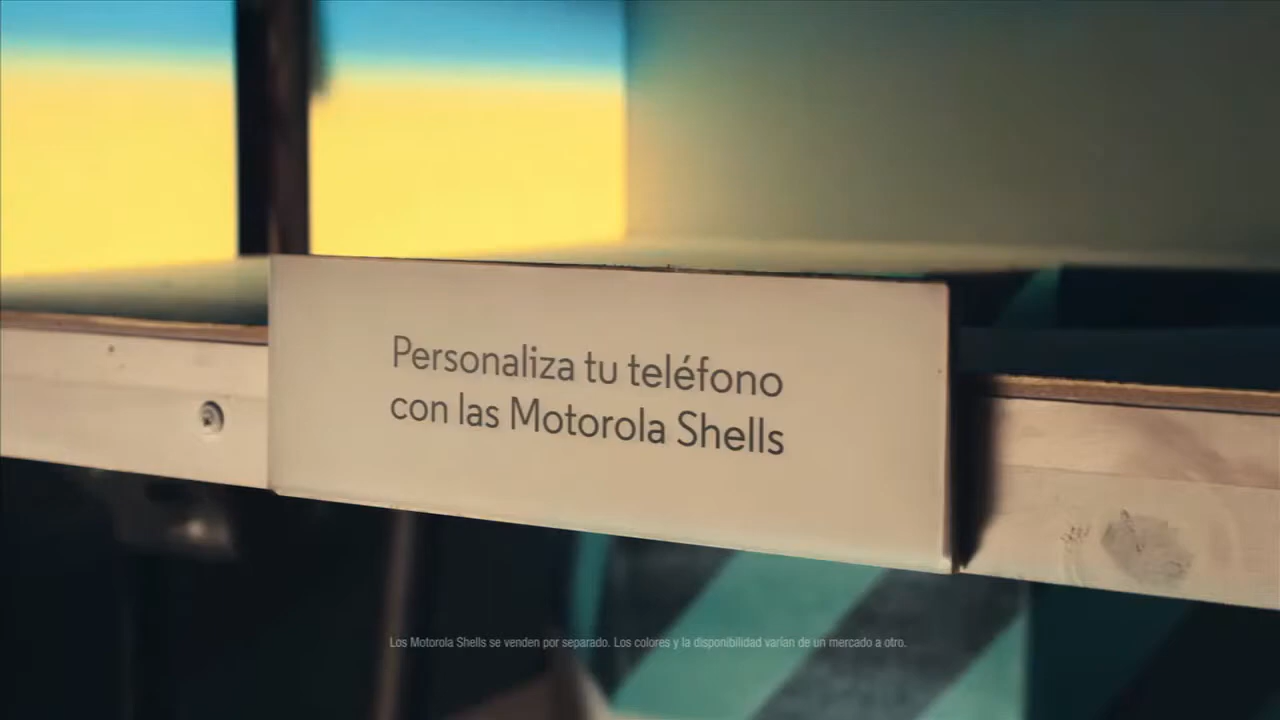 Personaliza tu teléfono
con las Motorola Shells
Los Motorola Shells se venden por separado. Los colores y la disponibilidad varían de un mercado a otro.